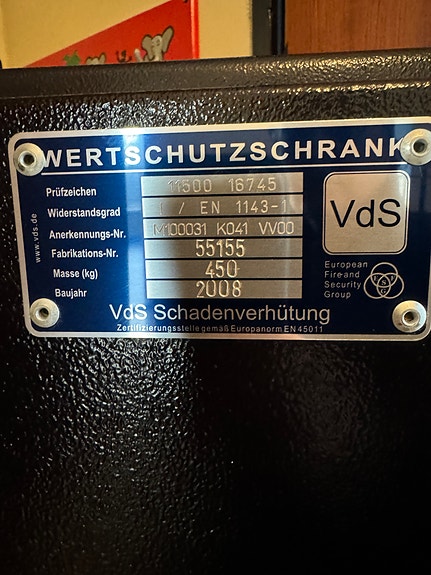 WERTSCHUTZSCHRANK
Prüfzeichen 11500 16745
Widerstandsgrad I / EN 1143-1
Anerkennungs-Nr. M100031 K041 VV00
Fabrikations-Nr. 55155
Masse (kg) 450
Baujahr 2008
www.vds.de
VdS
European
Fire and
Security
Group
VdS Schadenverhütung
Zertifizierungsstelle gemäß Europanorm EN 45011